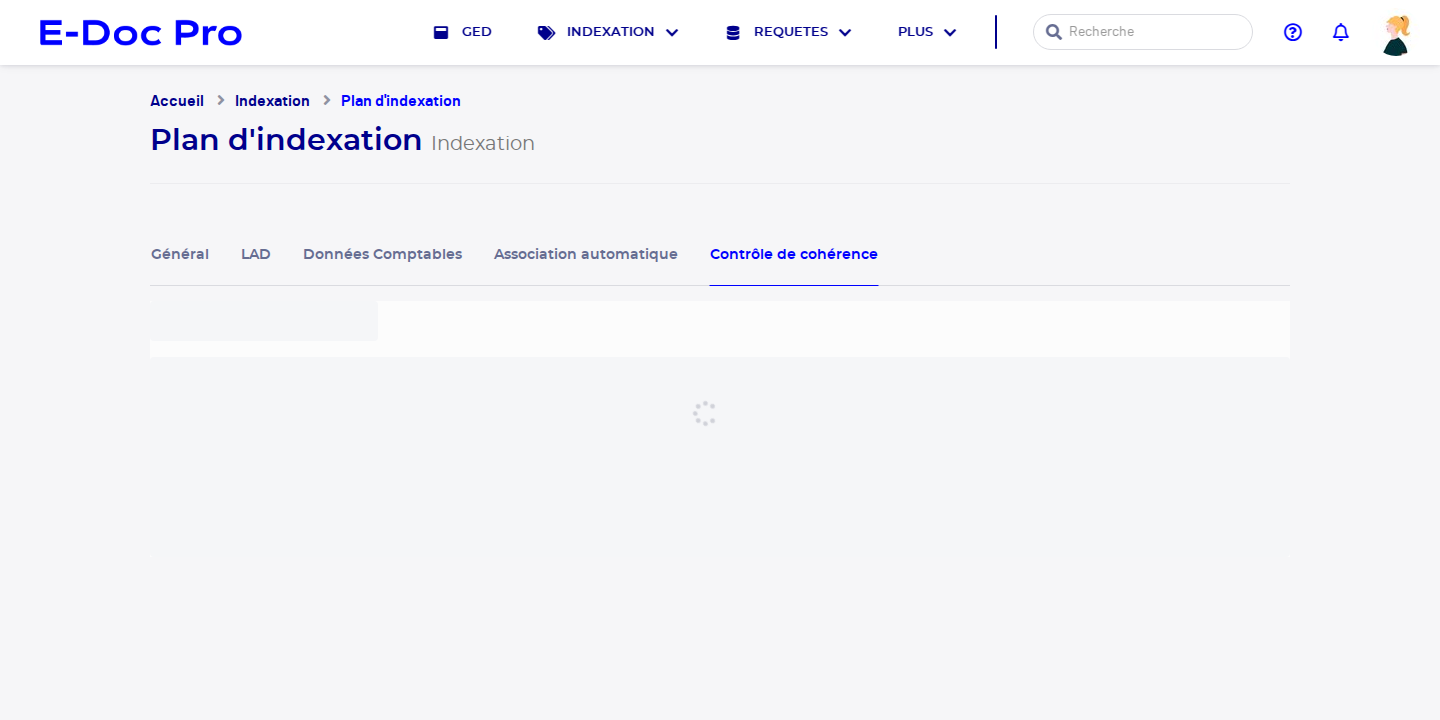 E-Doc Pro GED INDEXATION REQUETES PLUS Recherche
Accueil Indexation Plan d'indexation
Plan d'indexation Indexation
Général LAD Données Comptables Association automatique Contrôle de cohérence